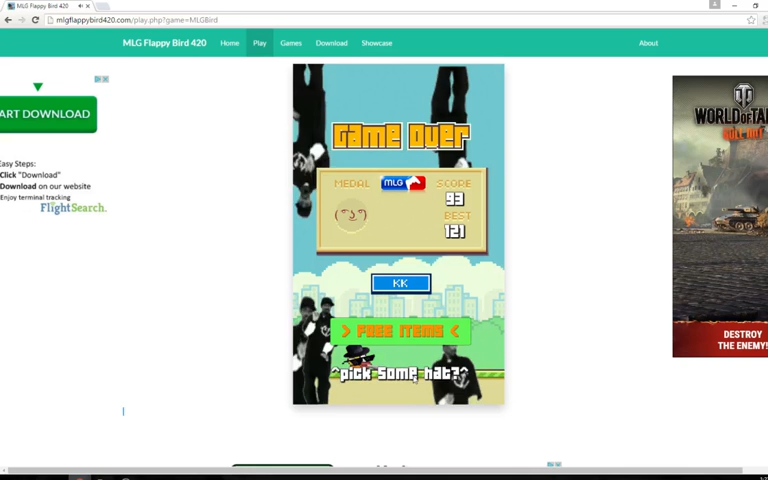 MLG Flappy Bird 420
mlgflappybird420.com/play.php?game=MLGBird
MLG Flappy Bird 420 Home Play Games Download Showcase About
ART DOWNLOAD
Easy Steps:
Click "Download"
Download on our website
Enjoy terminal tracking
FlightSearch.
Game Over
MEDAL MLG SCORE
93
BEST
121
KK
> FREE ITEMS <
^pick some hat?^
WORLD OF TA
DESTROY
THE ENEMY!